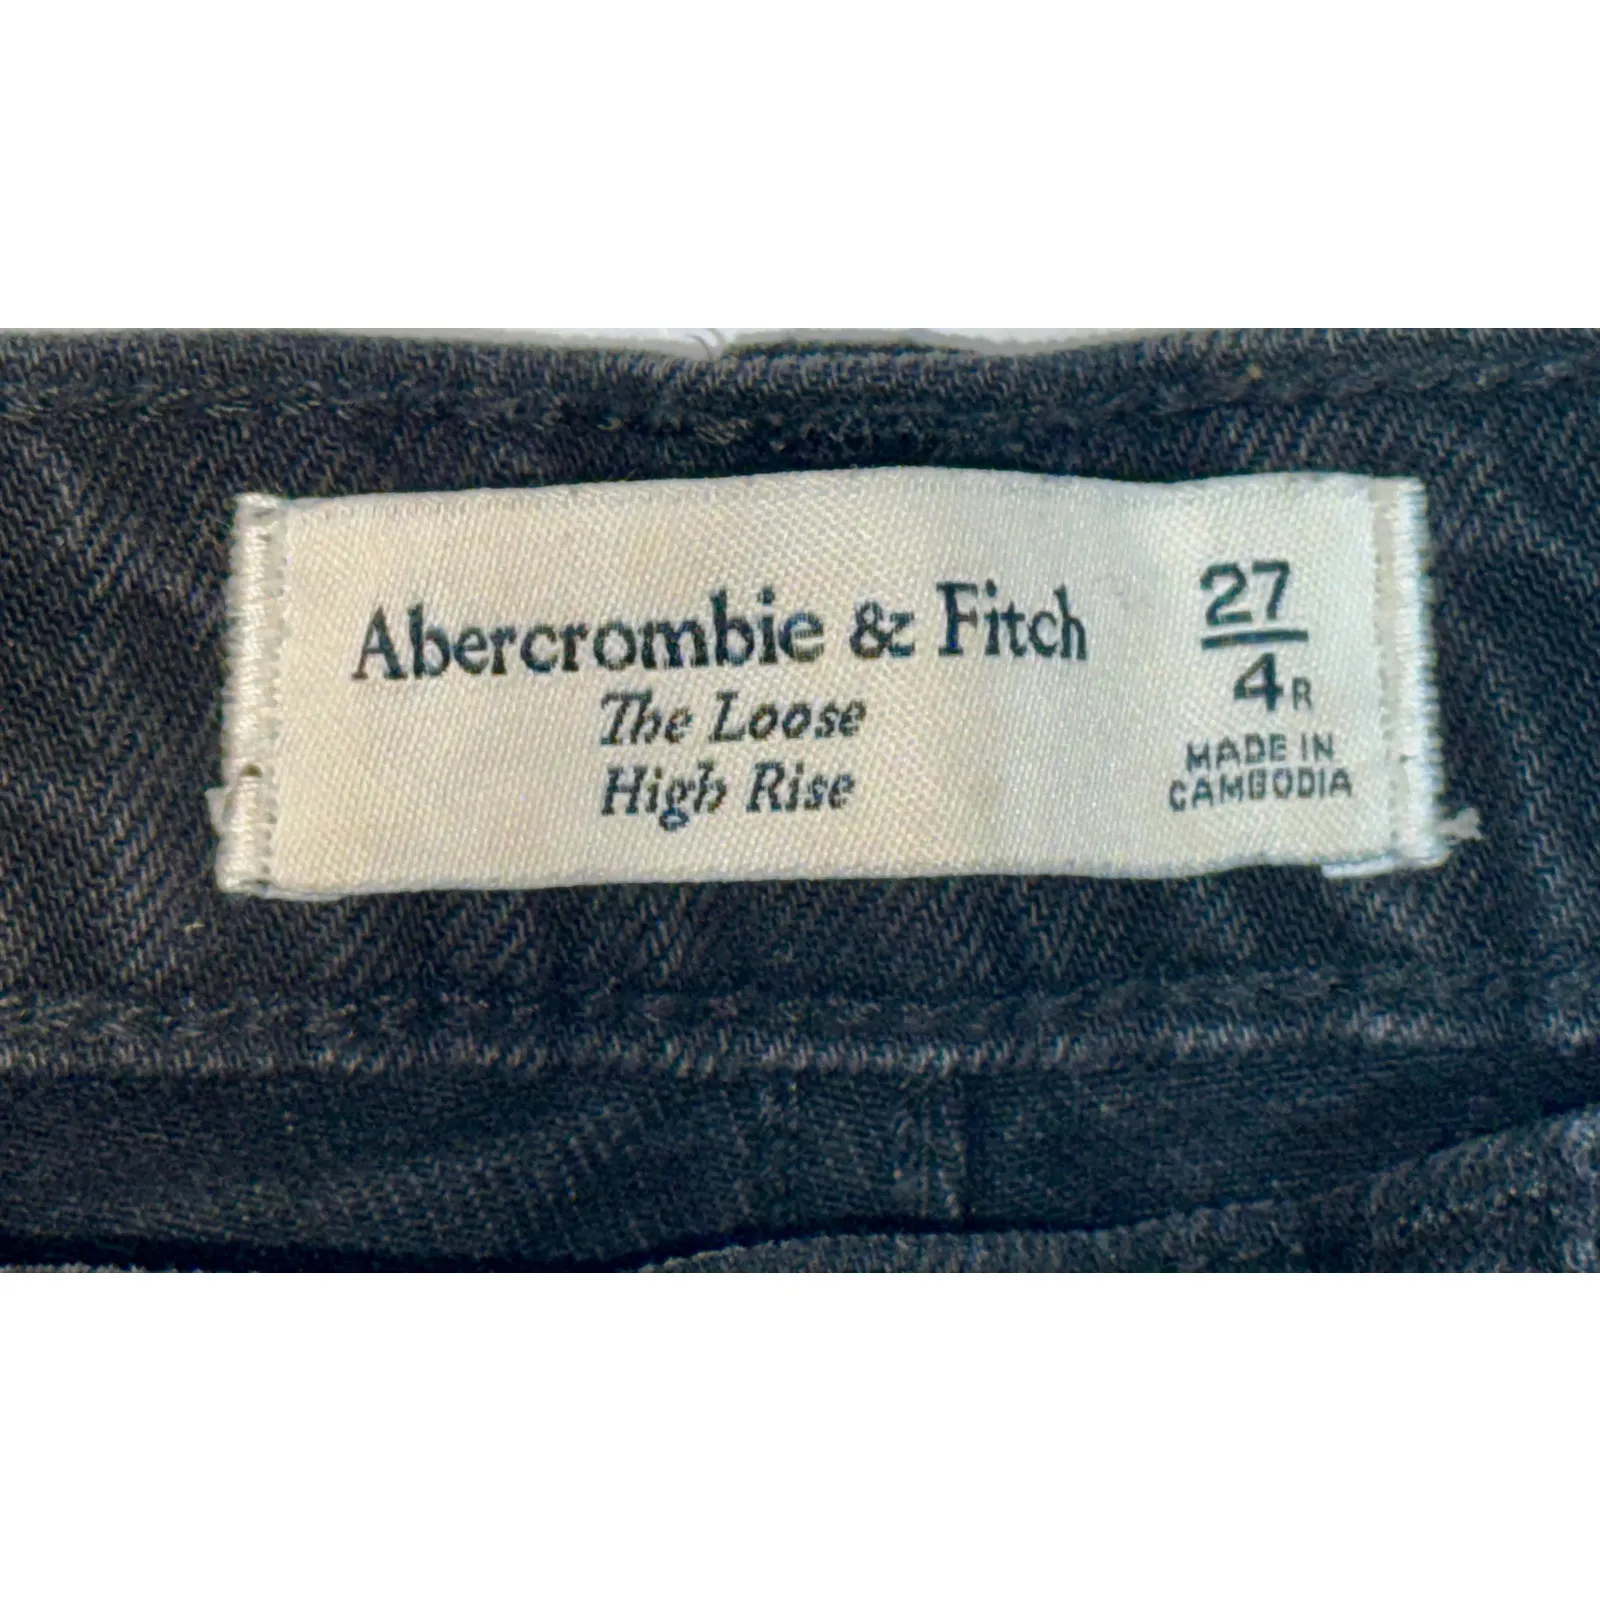 Abercrombie & Fitch
The Loose
High Rise
27
4R
MADE IN
CAMBODIA